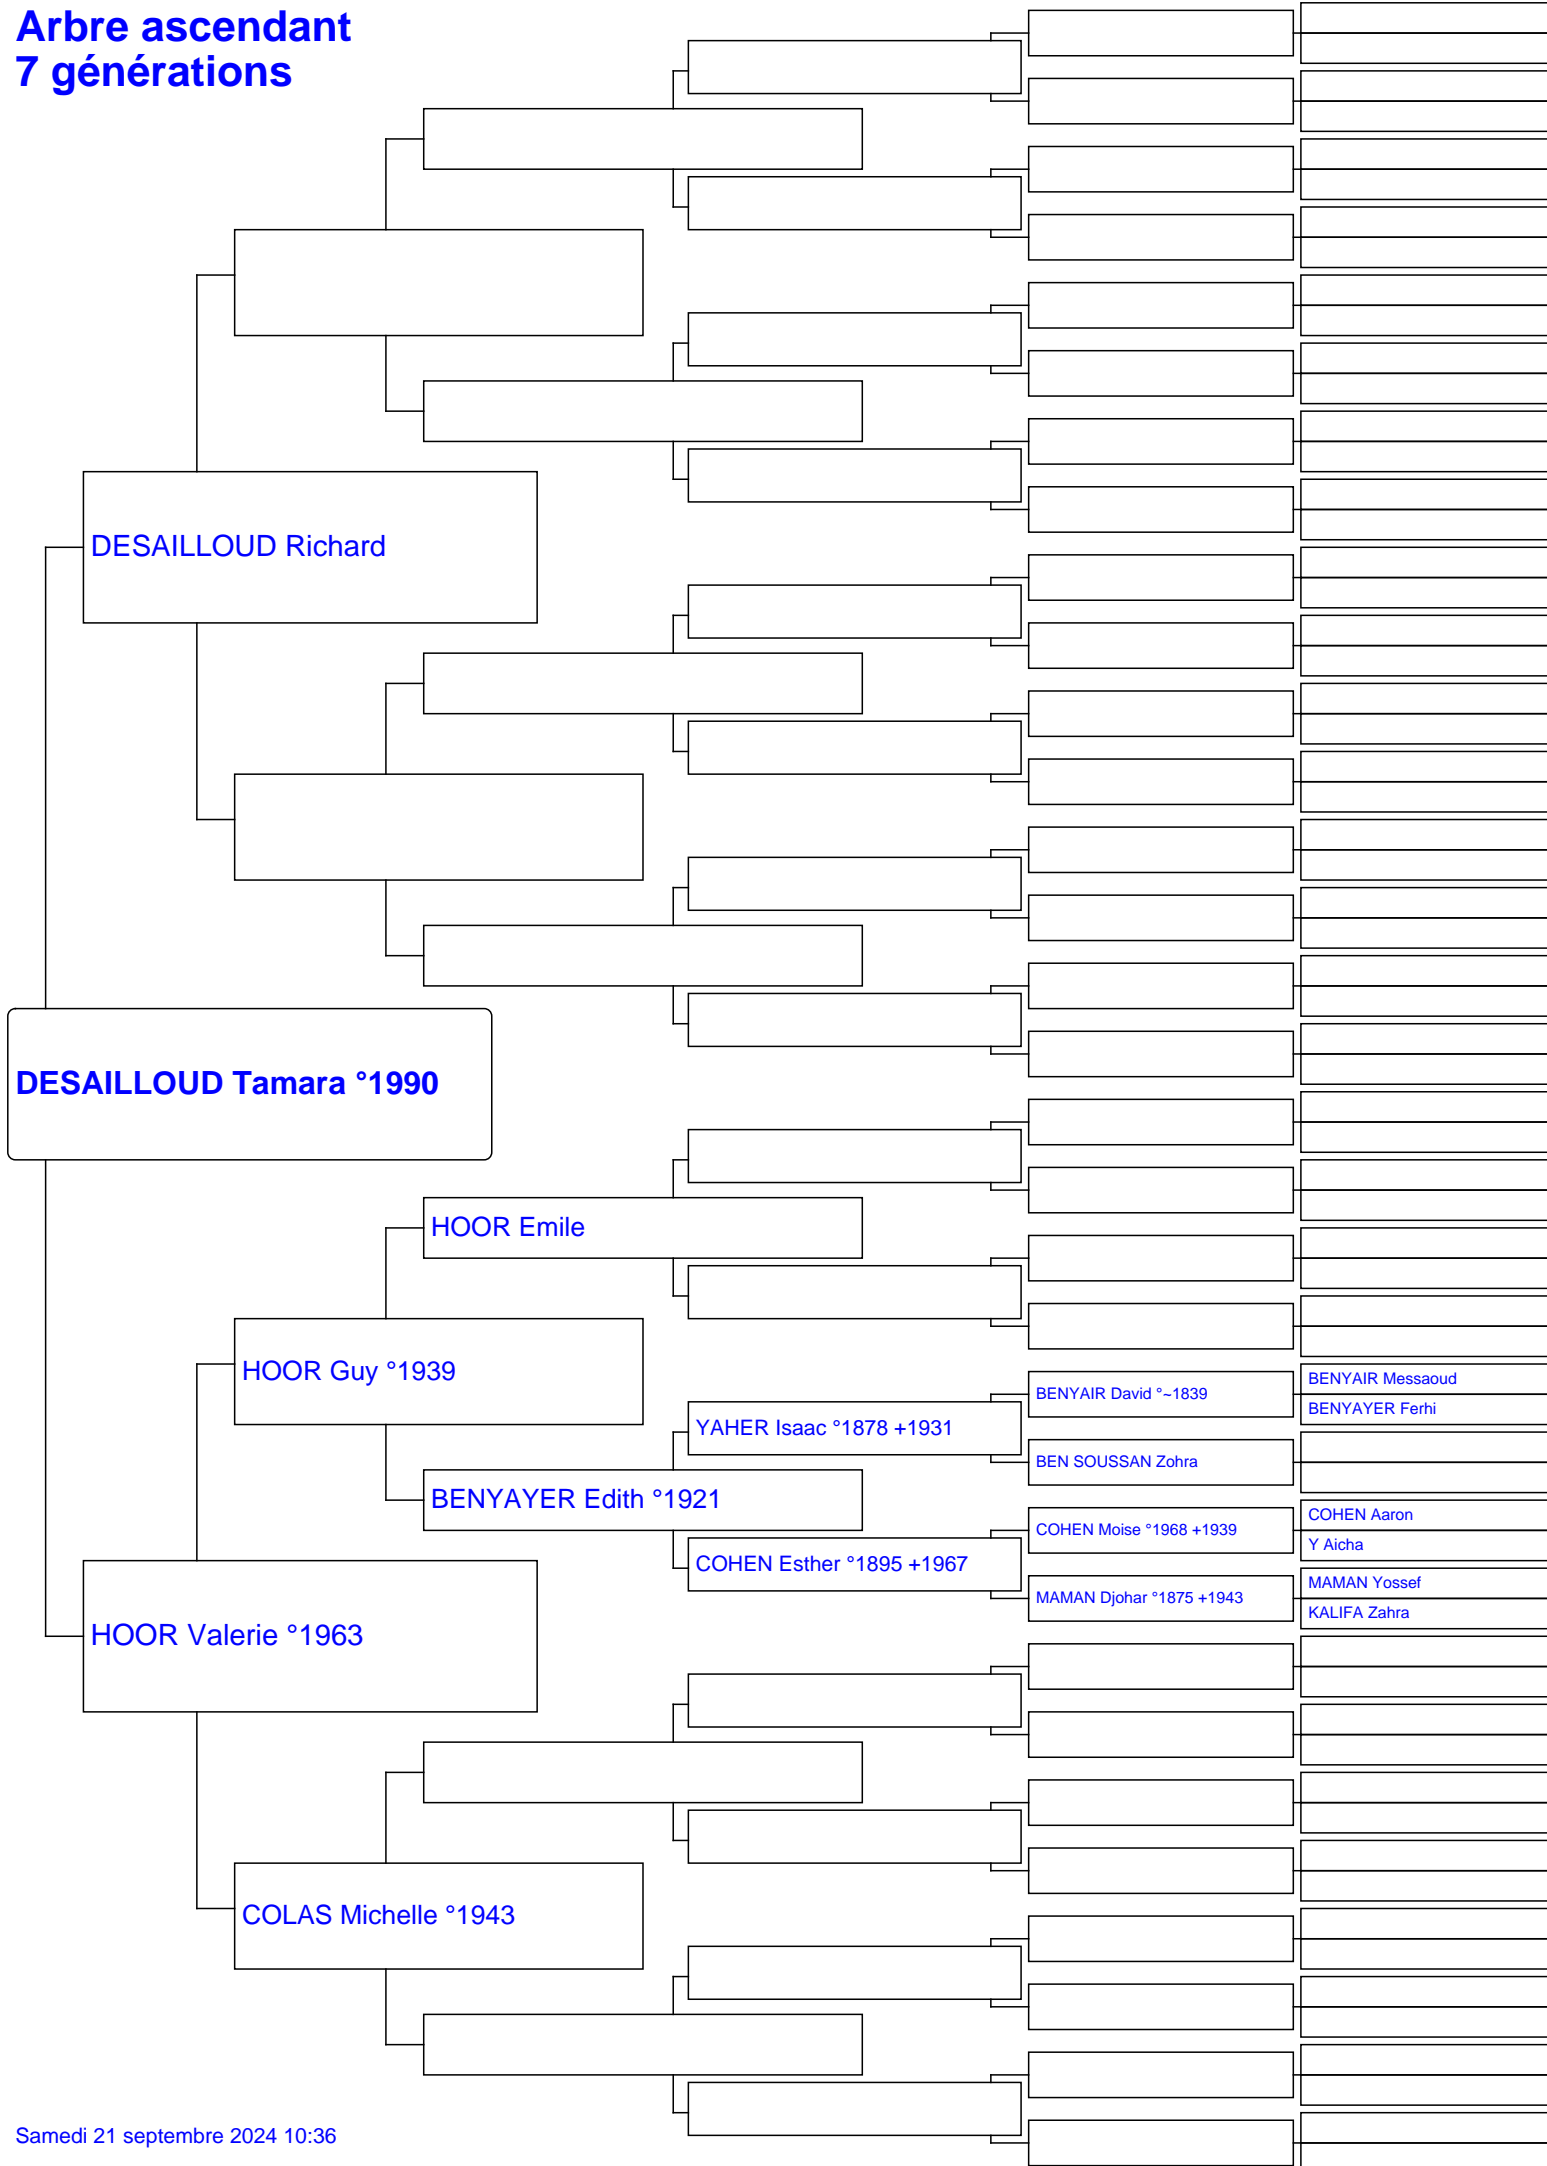 Arbre ascendant
7 générations
DESAILLOUD Richard
DESAILLOUD Tamara °1990
HOOR Emile
HOOR Guy °1939
BENYAIR David °~1839
BENYAIR Messaoud
BENYAYER Ferhi
YAHER Isaac °1878 +1931
BEN SOUSSAN Zohra
BENYAYER Edith °1921
COHEN Moise °1968 +1939
COHEN Aaron
Y Aicha
COHEN Esther °1895 +1967
MAMAN Djohar °1875 +1943
MAMAN Yossef
KALIFA Zahra
HOOR Valerie °1963
COLAS Michelle °1943
Samedi 21 septembre 2024 10:36